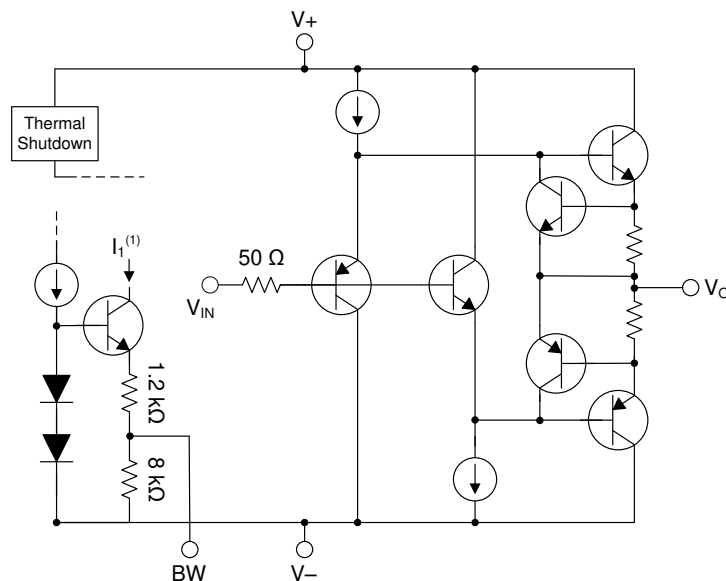 V+
Thermal
Shutdown
I1(1)
50 Ω
VIN
VO
1.2 kΩ
8 kΩ
BW
V–